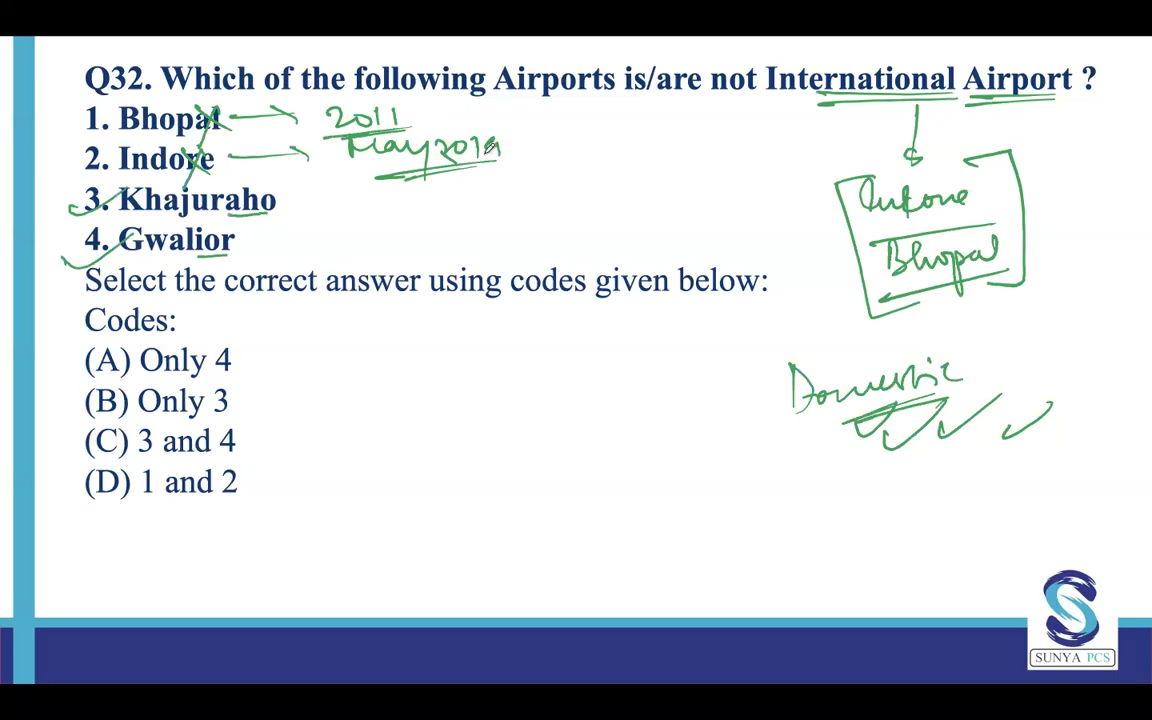 Q32. Which of the following Airports is/are not International Airport ?
1. Bhopal
2011
2. Indore
May 2019
3. Khajuraho
4. Gwalior
Bhopal
Select the correct answer using codes given below:
Codes:
(A) Only 4
(B) Only 3
(C) 3 and 4
(D) 1 and 2
Domestic
SUNYA PCS